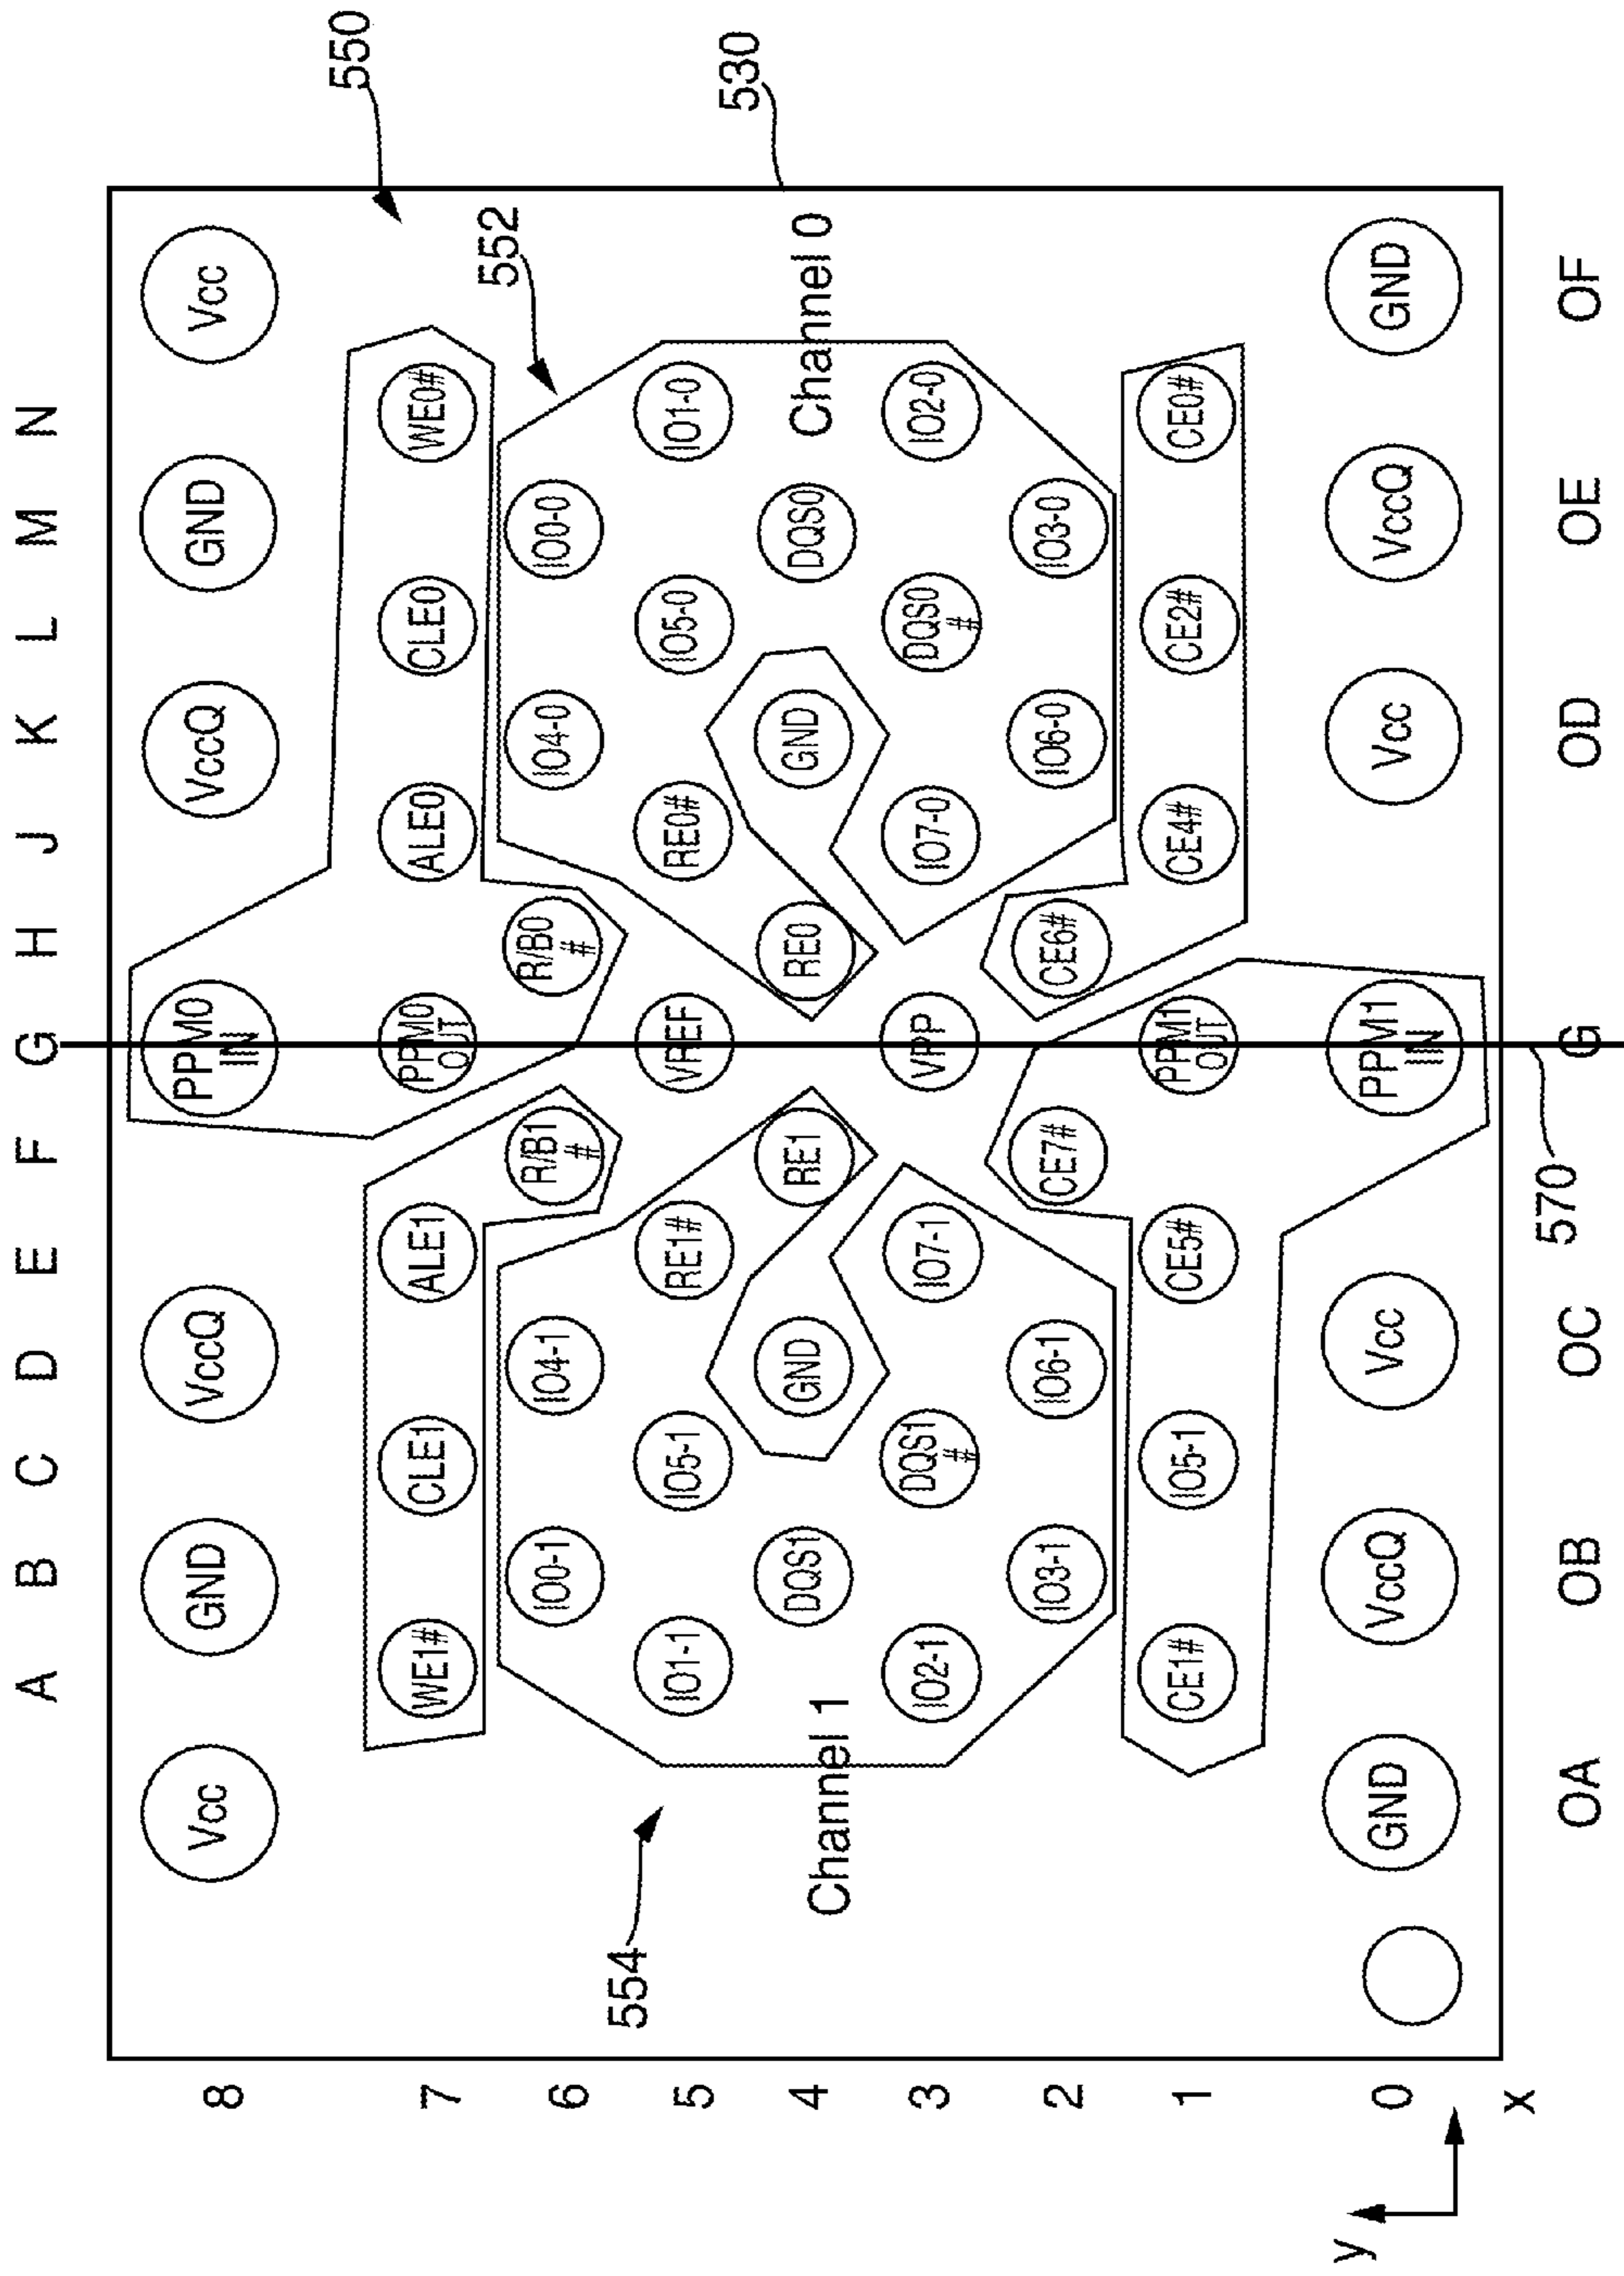 A B C D E F G H J K L M N
8 Vcc GND VccQ PPM0 IN VccQ GND Vcc
550
7 WE1# CLE1 ALE1 PPM0 OUT ALE0 CLE0 WE0#
552
6 IO0-1 IO4-1 R/B1 # R/B0 # IO4-0 IO0-0
554
5 IO1-1 IO5-1 RE1# VREF RE0# IO5-0 IO1-0
530
4 Channel 1 DQS1 GND RE1 RE0 GND DQS0 Channel 0
3 IO2-1 DQS1 # IO7-1 VPP IO7-0 DQS0 # IO2-0
2 IO3-1 IO6-1 CE7# CE6# IO6-0 IO3-0
1 CE1# IO5-1 CE5# PPM1 OUT CE4# CE2# CE0#
0 GND VccQ Vcc PPM1 IN Vcc VccQ GND
y
x
570
OA OB OC G OD OE OF